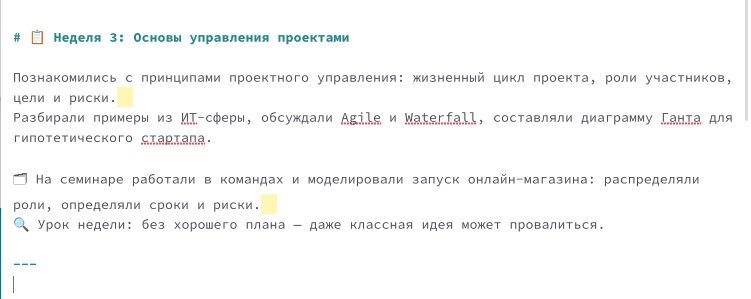 # 📋 Неделя 3: Основы управления проектами
Познакомились с принципами проектного управления: жизненный цикл проекта, роли участников,
цели и риски.
Разбирали примеры из ИТ-сферы, обсуждали Agile и Waterfall, составляли диаграмму Ганта для
гипотетического стартапа.
🗂 На семинаре работали в командах и моделировали запуск онлайн-магазина: распределяли
роли, определяли сроки и риски.
🔍 Урок недели: без хорошего плана — даже классная идея может провалиться.
---